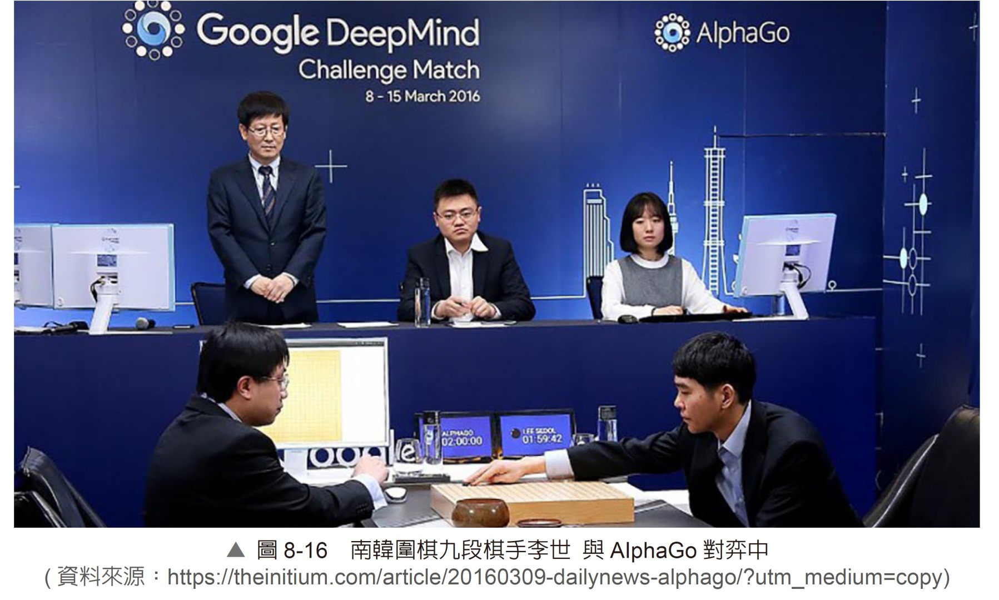 Google DeepMind
Challenge Match
8 - 15 March 2016
AlphaGo
ALPHAGO
02:00:00
LEE SEDOL
01:59:42
Google
▲ 圖 8-16 南韓圍棋九段棋手李世 與 AlphaGo 對弈中
( 資料來源：https://theinitium.com/article/20160309-dailynews-alphago/?utm_medium=copy)